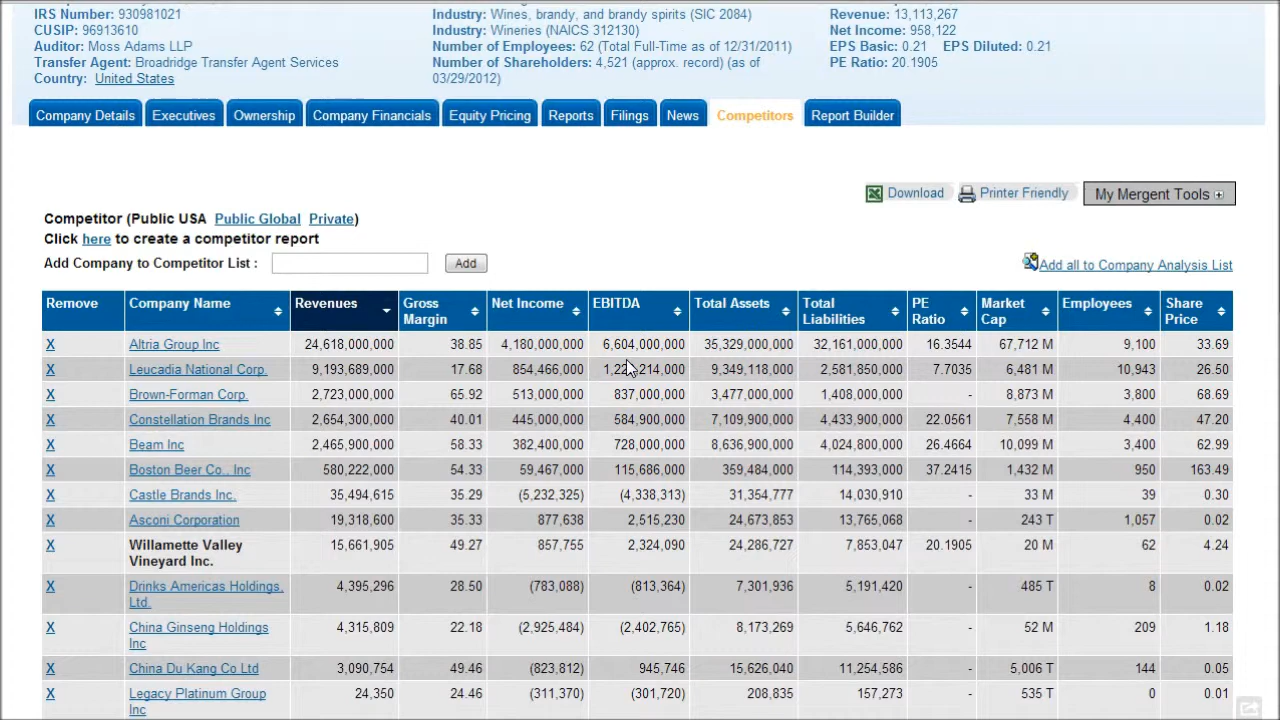 IRS Number: 930981021
CUSIP: 96913610
Auditor: Moss Adams LLP
Transfer Agent: Broadridge Transfer Agent Services
Country: United States
Industry: Wines, brandy, and brandy spirits (SIC 2084)
Industry: Wineries (NAICS 312130)
Number of Employees: 62 (Total Full-Time as of 12/31/2011)
Number of Shareholders: 4,521 (approx. record) (as of
03/29/2012)
Revenue: 13,113,267
Net Income: 958,122
EPS Basic: 0.21 EPS Diluted: 0.21
PE Ratio: 20.1905
Company Details Executives Ownership Company Financials Equity Pricing Reports Filings News Competitors Report Builder
Download Printer Friendly My Mergent Tools
Competitor (Public USA Public Global Private)
Click here to create a competitor report
Add Company to Competitor List : Add
Add all to Company Analysis List
Remove Company Name Revenues Gross Margin Net Income EBITDA Total Assets Total Liabilities PE Ratio Market Cap Employees Share Price
X Altria Group Inc 24,618,000,000 38.85 4,180,000,000 6,604,000,000 35,329,000,000 32,161,000,000 16.3544 67,712 M 9,100 33.69
X Leucadia National Corp. 9,193,689,000 17.68 854,466,000 214,000 9,349,118,000 2,581,850,000 7.7035 6,481 M 10,943 26.50
X Brown-Forman Corp. 2,723,000,000 65.92 513,000,000 837,000,000 3,477,000,000 1,408,000,000 - 8,873 M 3,800 68.69
X Constellation Brands Inc 2,654,300,000 40.01 445,000,000 584,900,000 7,109,900,000 4,433,900,000 22.0561 7,558 M 4,400 47.20
X Beam Inc 2,465,900,000 58.33 382,400,000 728,000,000 8,636,900,000 4,024,800,000 26.4664 10,099 M 3,400 62.99
X Boston Beer Co., Inc 580,222,000 54.33 59,467,000 115,686,000 359,484,000 114,393,000 37.2415 1,432 M 950 163.49
X Castle Brands Inc. 35,494,615 35.29 (5,232,325) (4,338,313) 31,354,777 14,030,910 - 33 M 39 0.30
X Asconi Corporation 19,318,600 35.33 877,638 2,515,230 24,673,853 13,765,068 - 243 T 1,057 0.02
X Willamette Valley Vineyard Inc. 15,661,905 49.27 857,755 2,324,090 24,286,727 7,853,047 20.1905 20 M 62 4.24
X Drinks Americas Holdings, Ltd. 4,395,296 28.50 (783,088) (813,364) 7,301,936 5,191,420 - 485 T 8 0.02
X China Ginseng Holdings Inc 4,315,809 22.18 (2,925,484) (2,402,765) 8,173,269 5,646,762 - 52 M 209 1.18
X China Du Kang Co Ltd 3,090,754 49.46 (823,812) 945,746 15,626,040 11,254,586 - 5,006 T 144 0.05
X Legacy Platinum Group Inc 24,350 24.46 (311,370) (301,720) 208,835 157,273 - 535 T 0 0.01